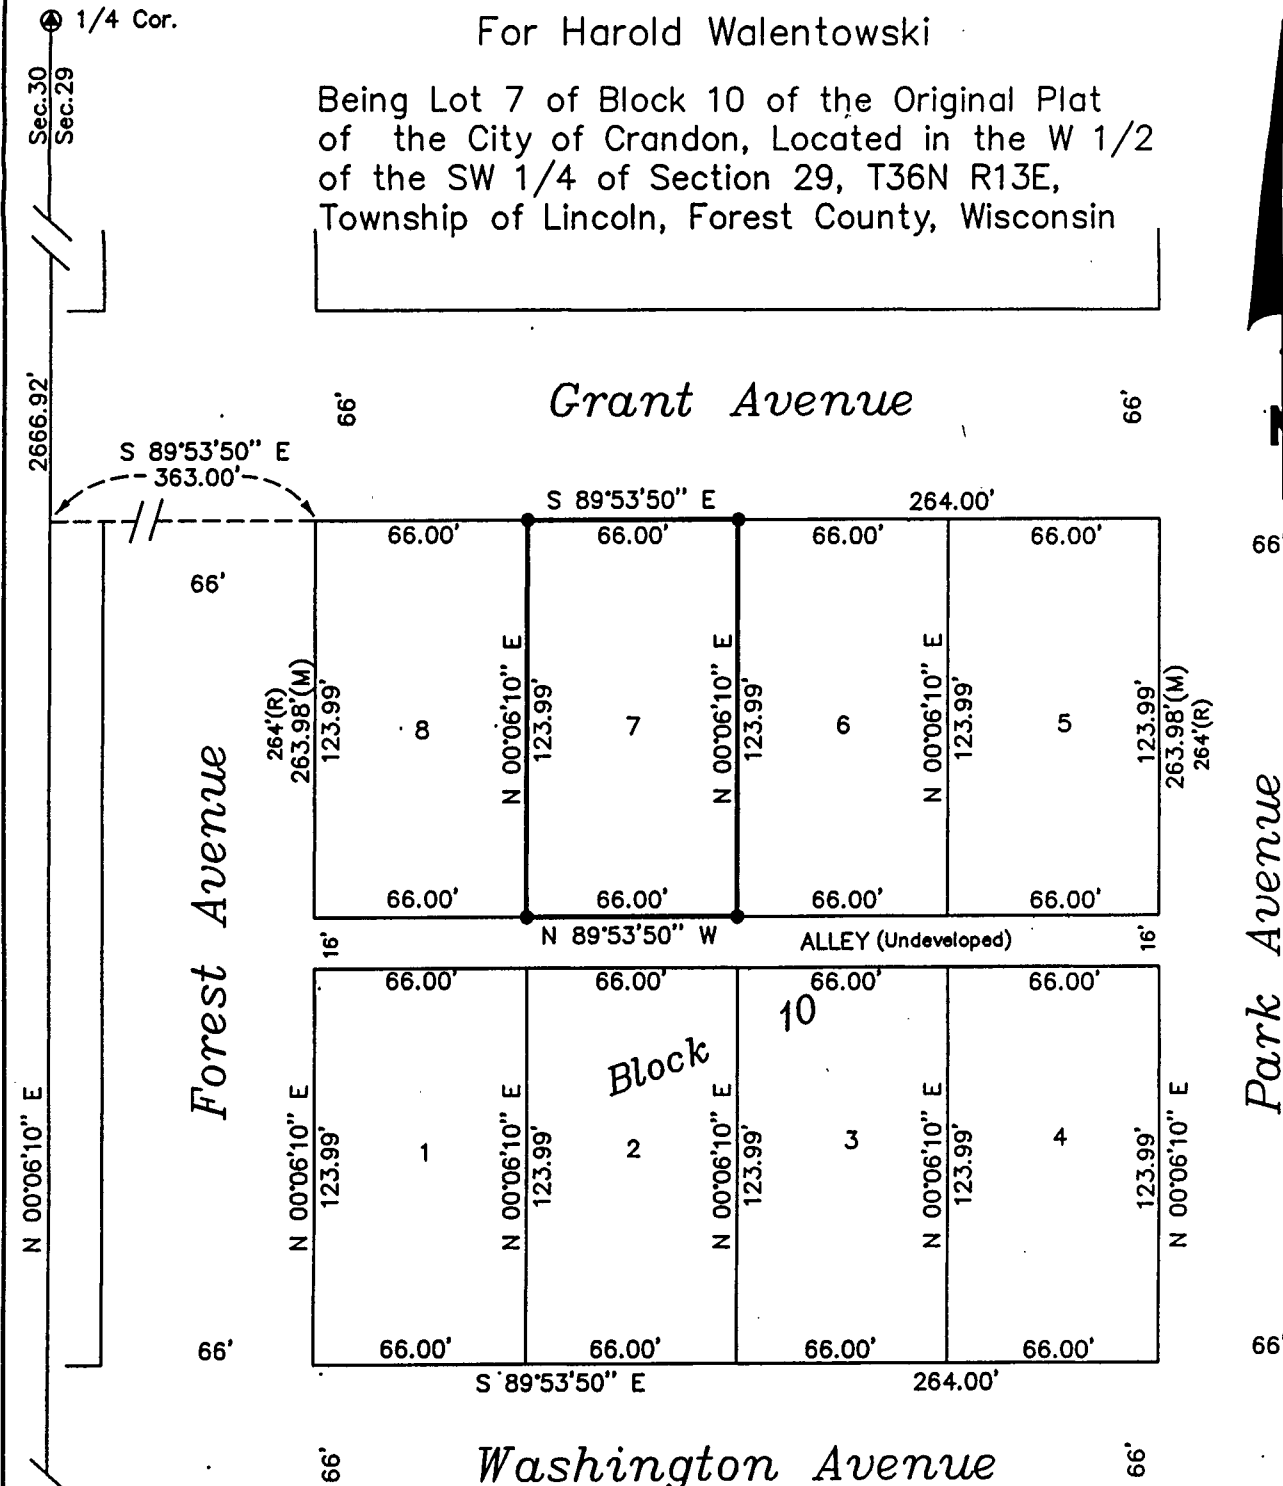 1/4 Cor.
For Harold Walentowski
Sec.30
Sec.29
Being Lot 7 of Block 10 of the Original Plat
of the City of Crandon, Located in the W 1/2
of the SW 1/4 of Section 29, T36N R13E,
Township of Lincoln, Forest County, Wisconsin
2666.92'
66'
Grant Avenue
66'
N
S 89°53'50" E
363.00'
S 89°53'50" E
264.00'
66.00'
66.00'
66.00'
66.00'
66'
66'
264'(R)
263.98'(M)
123.99'
8
N 00°06'10" E
123.99'
7
N 00°06'10" E
123.99'
6
N 00°06'10" E
123.99'
5
123.99'
263.98'(M)
264'(R)
Forest Avenue
Park Avenue
66.00'
66.00'
66.00'
66.00'
16'
N 89°53'50" W
ALLEY (Undeveloped)
16'
66.00'
66.00'
66.00'
66.00'
Block 10
N 00°06'10" E
N 00°06'10" E
123.99'
1
N 00°06'10" E
123.99'
2
N 00°06'10" E
123.99'
3
N 00°06'10" E
123.99'
4
123.99'
N 00°06'10" E
66'
66.00'
66.00'
66.00'
66.00'
66'
S 89°53'50" E
264.00'
66'
Washington Avenue
66'